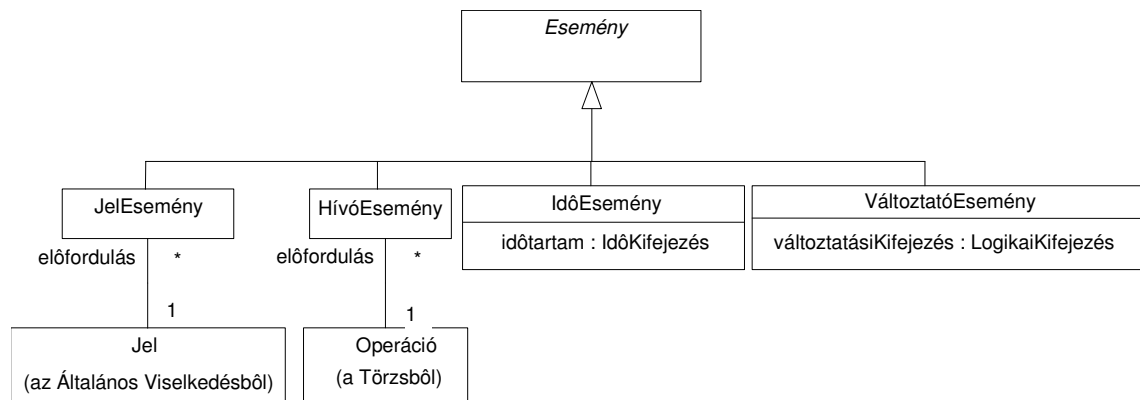 Esemény
JelEsemény
HívóEsemény
IdôEsemény
VáltoztatóEsemény
idôtartam : IdôKifejezés
változtatásiKifejezés : LogikaiKifejezés
elôfordulás
*
elôfordulás
*
1
1
Jel
(az Általános Viselkedésbôl)
Operáció
(a Törzsbôl)